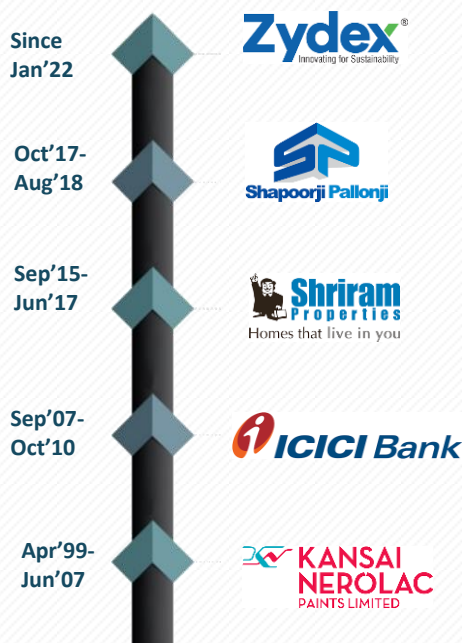 Since
Jan’22
Zydex®
Innovating for Sustainability
Oct’17-
Aug’18
SP
Shapoorji Pallonji
Sep’15-
Jun’17
Shriram
Properties
Homes that live in you
Sep’07-
Oct’10
i ICICI Bank
Apr’99-
Jun’07
KANSAI
NEROLAC
PAINTS LIMITED